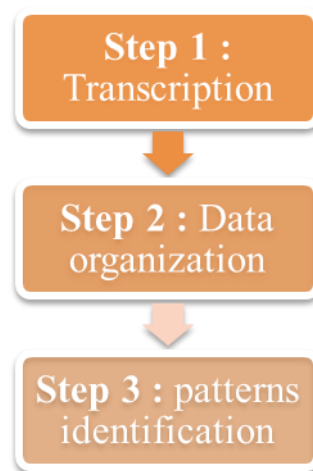 Step 1 :
Transcription
Step 2 : Data
organization
Step 3 : patterns
identification